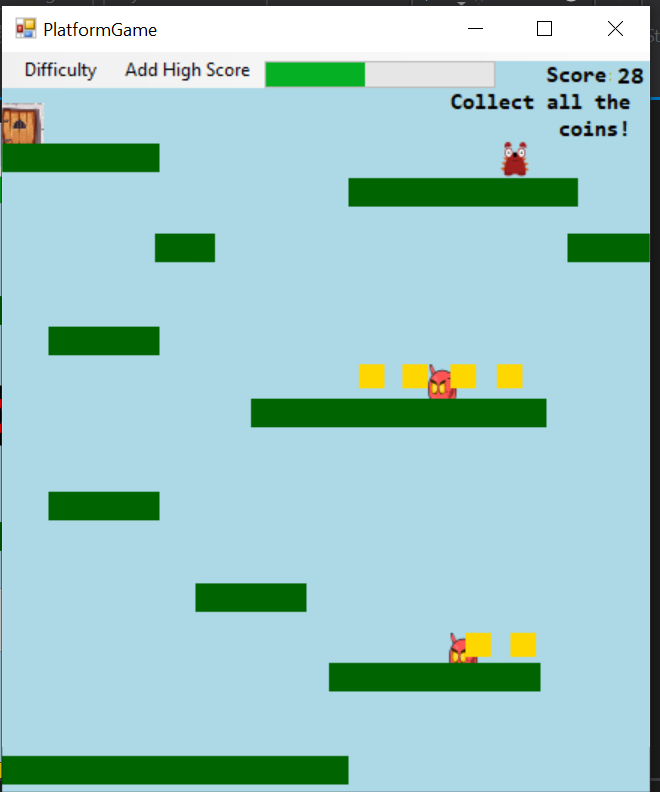 PlatformGame
Difficulty Add High Score
Score: 28
Collect all the
coins!